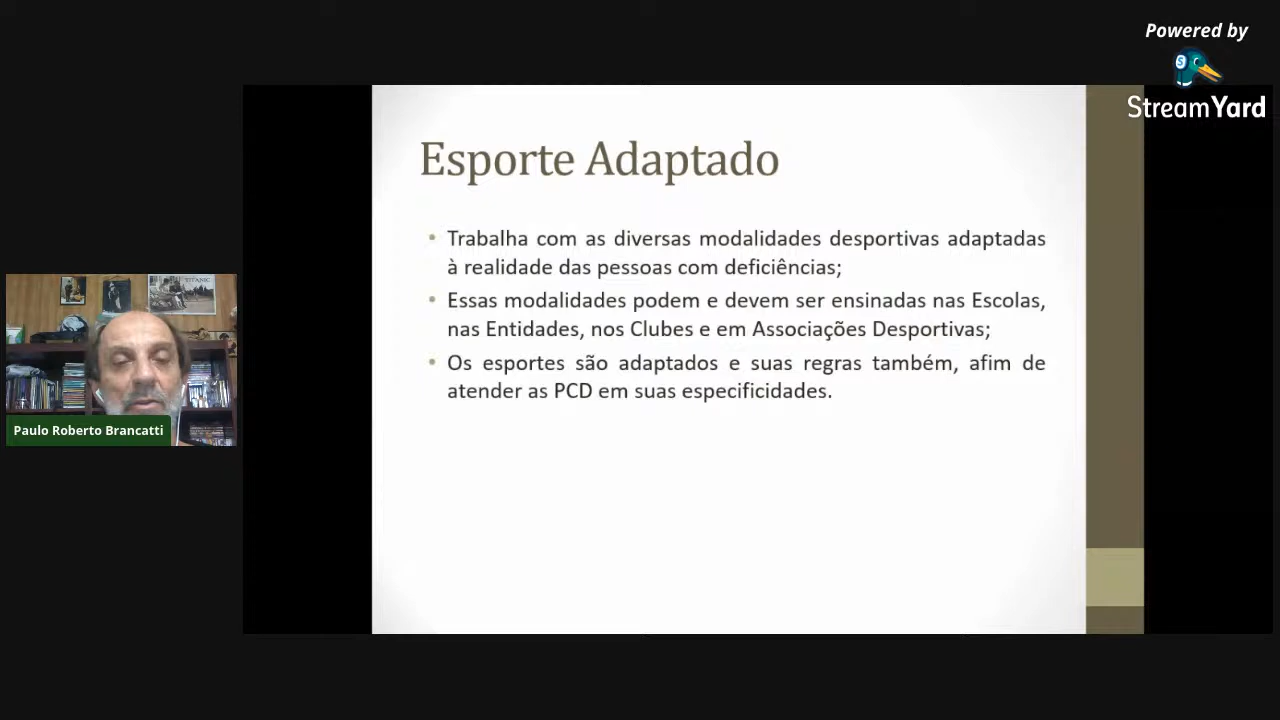 Powered by
StreamYard
Esporte Adaptado
• Trabalha com as diversas modalidades desportivas adaptadas
à realidade das pessoas com deficiências;
• Essas modalidades podem e devem ser ensinadas nas Escolas,
nas Entidades, nos Clubes e em Associações Desportivas;
• Os esportes são adaptados e suas regras também, afim de
atender as PCD em suas especificidades.
TITANIC
Paulo Roberto Brancatti